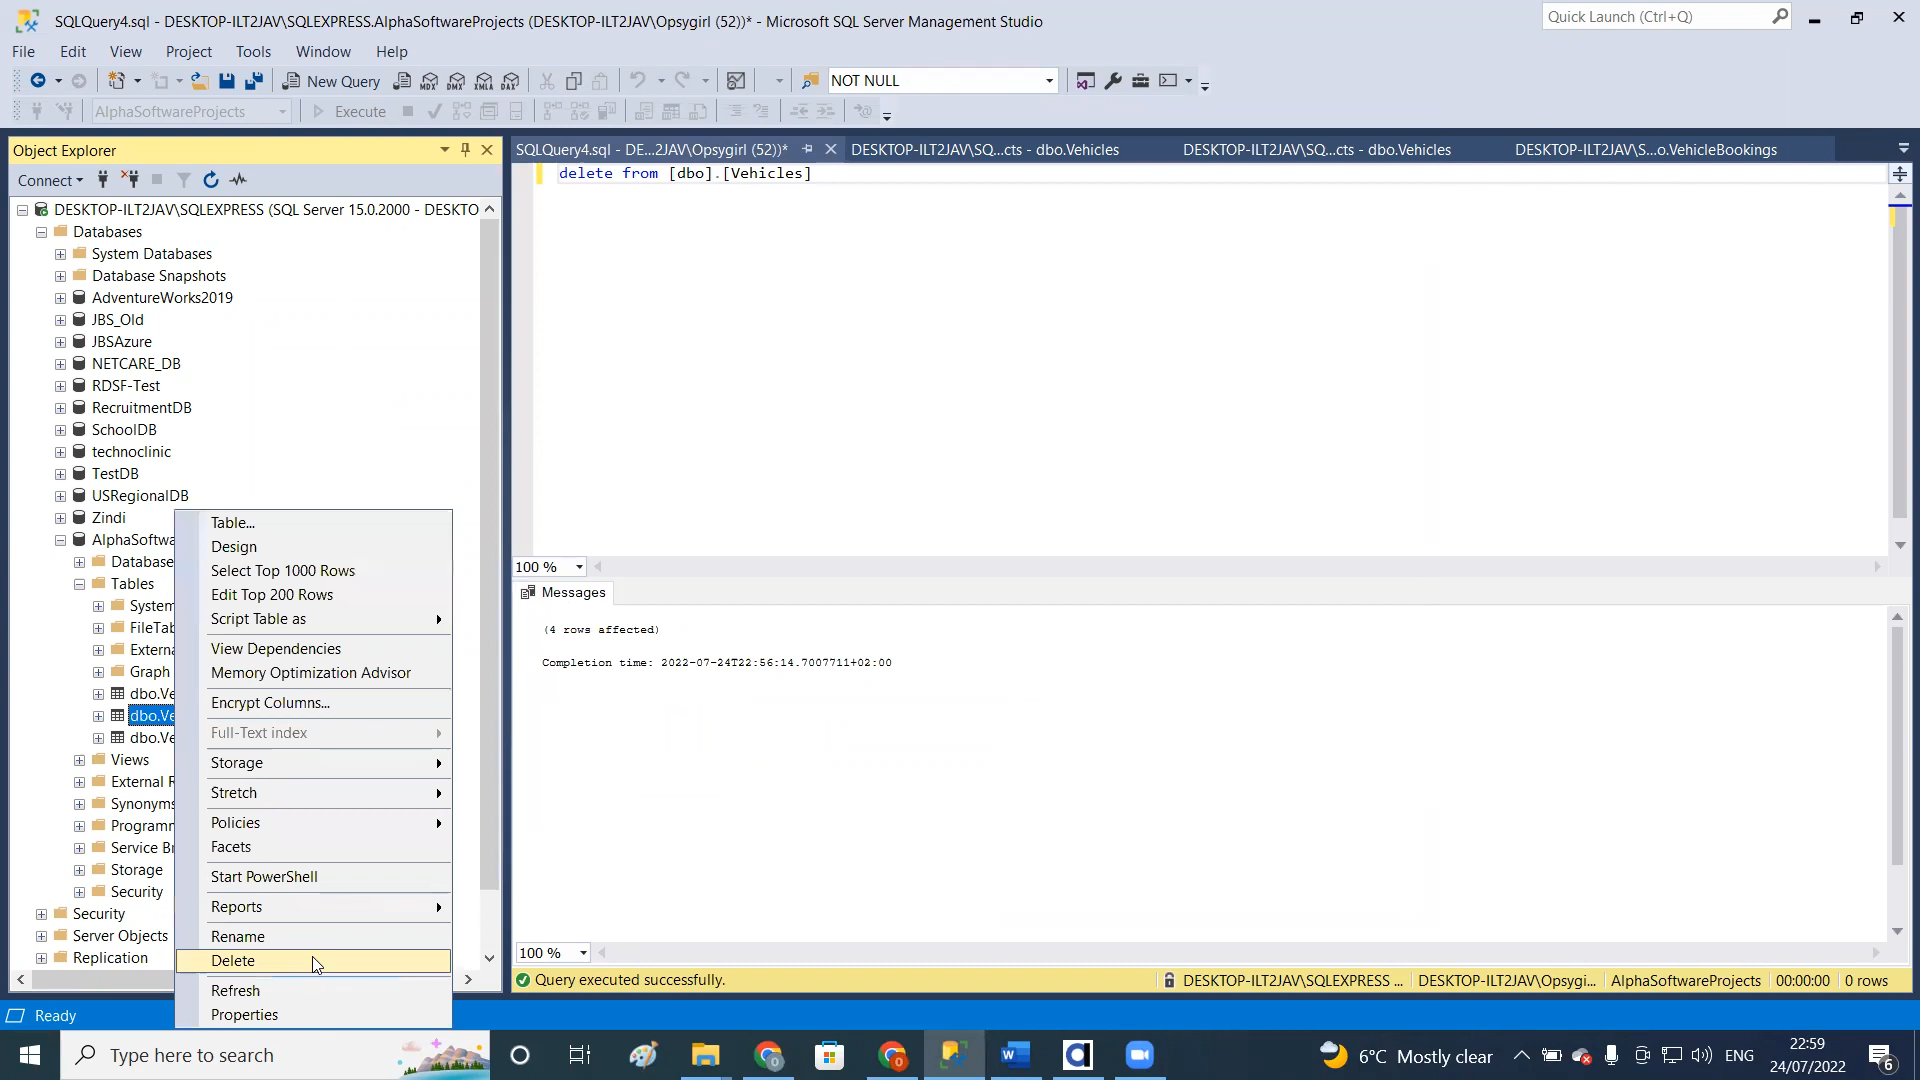 SQLQuery4.sql - DESKTOP-ILT2JAV\SQLEXPRESS.AlphaSoftwareProjects (DESKTOP-ILT2JAV\Opsygirl (52))* - Microsoft SQL Server Management Studio
Quick Launch (Ctrl+Q)
File Edit View Project Tools Window Help
New Query MDX DMX XMLA DAX NOT NULL
AlphaSoftwareProjects Execute
Object Explorer
Connect
DESKTOP-ILT2JAV\SQLEXPRESS (SQL Server 15.0.2000 - DESKTO
Databases
System Databases
Database Snapshots
AdventureWorks2019
JBS_Old
JBSAzure
NETCARE_DB
RDSF-Test
RecruitmentDB
SchoolDB
technoclinic
TestDB
USRegionalDB
Zindi
AlphaSoftwa
Database
Tables
System
FileTab
Externa
Graph
dbo.Ve
dbo.Ve
dbo.Ve
Views
External R
Synonyms
Programm
Service Br
Storage
Security
Security
Server Objects
Replication
Table...
Design
Select Top 1000 Rows
Edit Top 200 Rows
Script Table as
View Dependencies
Memory Optimization Advisor
Encrypt Columns...
Full-Text index
Storage
Stretch
Policies
Facets
Start PowerShell
Reports
Rename
Delete
Refresh
Properties
SQLQuery4.sql - DE...2JAV\Opsygirl (52))* DESKTOP-ILT2JAV\SQ...cts - dbo.Vehicles DESKTOP-ILT2JAV\SQ...cts - dbo.Vehicles DESKTOP-ILT2JAV\S...o.VehicleBookings
delete from [dbo].[Vehicles]
100 %
Messages
(4 rows affected)
Completion time: 2022-07-24T22:56:14.7007711+02:00
100 %
Query executed successfully. DESKTOP-ILT2JAV\SQLEXPRESS ... DESKTOP-ILT2JAV\Opsygi... AlphaSoftwareProjects 00:00:00 0 rows
Ready
Type here to search
6°C Mostly clear
ENG
22:59
24/07/2022
6